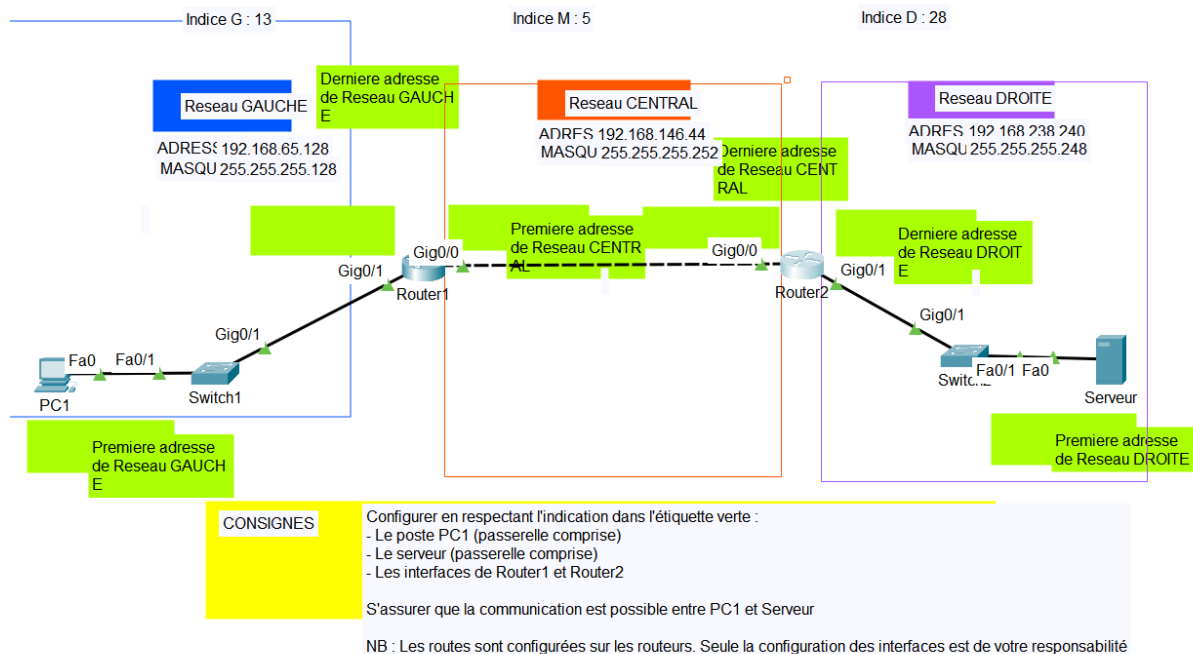 Indice G : 13
Indice M : 5
Indice D : 28
Reseau GAUCHE
Derniere adresse
de Reseau GAUCH
E
ADRES 192.168.65.128
MASQU 255.255.255.128
Reseau CENTRAL
ADRES 192.168.146.44
MASQU 255.255.255.252
Derniere adresse
de Reseau CENT
RAL
Reseau DROITE
ADRES 192.168.238.240
MASQU 255.255.255.248
Premiere adresse
de Reseau CENTR
AL
Derniere adresse
de Reseau DROIT
E
Gig0/0
Gig0/0
Gig0/1
Router1
Router2
Gig0/1
Gig0/1
Gig0/1
Fa0
Fa0/1
Switch1
PC1
Fa0/1
Fa0
Serveur
Premiere adresse
de Reseau GAUCH
E
Premiere adresse
de Reseau DROITE
CONSIGNES
Configurer en respectant l'indication dans l'étiquette verte :
- Le poste PC1 (passerelle comprise)
- Le serveur (passerelle comprise)
- Les interfaces de Router1 et Router2
S'assurer que la communication est possible entre PC1 et Serveur
NB : Les routes sont configurées sur les routeurs. Seule la configuration des interfaces est de votre responsabilité